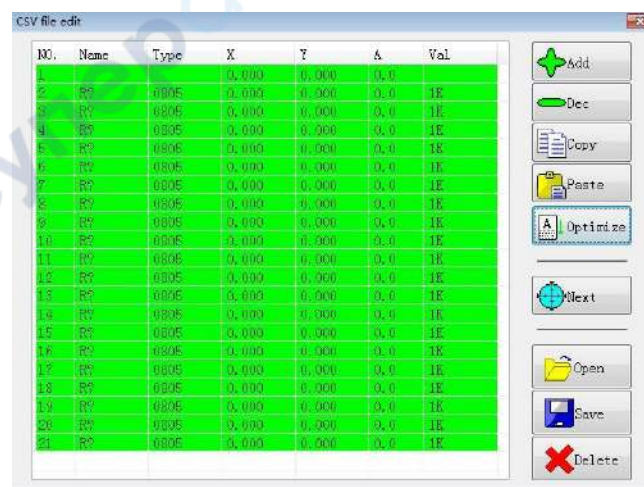 CSV file edit
NO. Name Type X Y A Val
1 0.000 0.000 0.0
2 R? 0805 0.000 0.000 0.0 1K
3 R? 0805 0.000 0.000 0.0 1K
4 R? 0805 0.000 0.000 0.0 1K
5 R? 0805 0.000 0.000 0.0 1K
6 R? 0805 0.000 0.000 0.0 1K
7 R? 0805 0.000 0.000 0.0 1K
8 R? 0805 0.000 0.000 0.0 1K
9 R? 0805 0.000 0.000 0.0 1K
10 R? 0805 0.000 0.000 0.0 1K
11 R? 0805 0.000 0.000 0.0 1K
12 R? 0805 0.000 0.000 0.0 1K
13 R? 0805 0.000 0.000 0.0 1K
14 R? 0805 0.000 0.000 0.0 1K
15 R? 0805 0.000 0.000 0.0 1K
16 R? 0805 0.000 0.000 0.0 1K
17 R? 0805 0.000 0.000 0.0 1K
18 R? 0805 0.000 0.000 0.0 1K
19 R? 0805 0.000 0.000 0.0 1K
20 R? 0805 0.000 0.000 0.0 1K
21 R? 0805 0.000 0.000 0.0 1K
Add
Dec
Copy
Paste
Optimize
Next
Open
Save
Delete